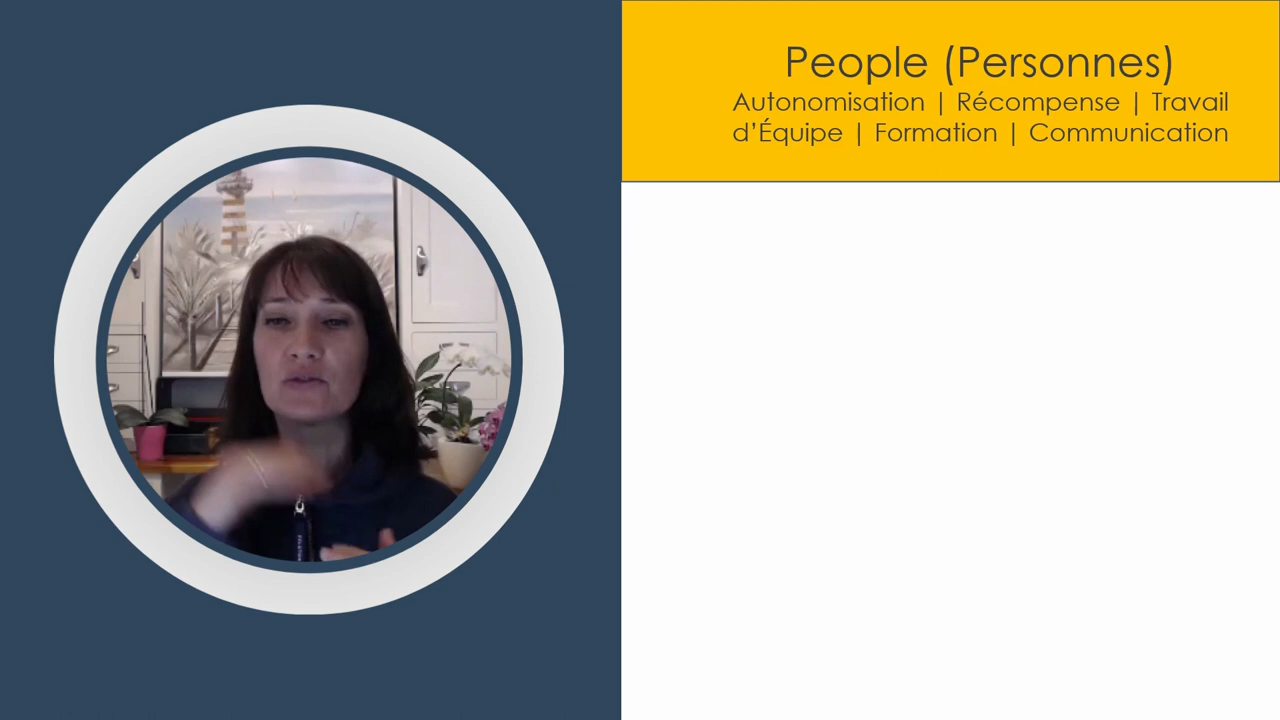 People (Personnes)
Autonomisation | Récompense | Travail
d’Équipe | Formation | Communication